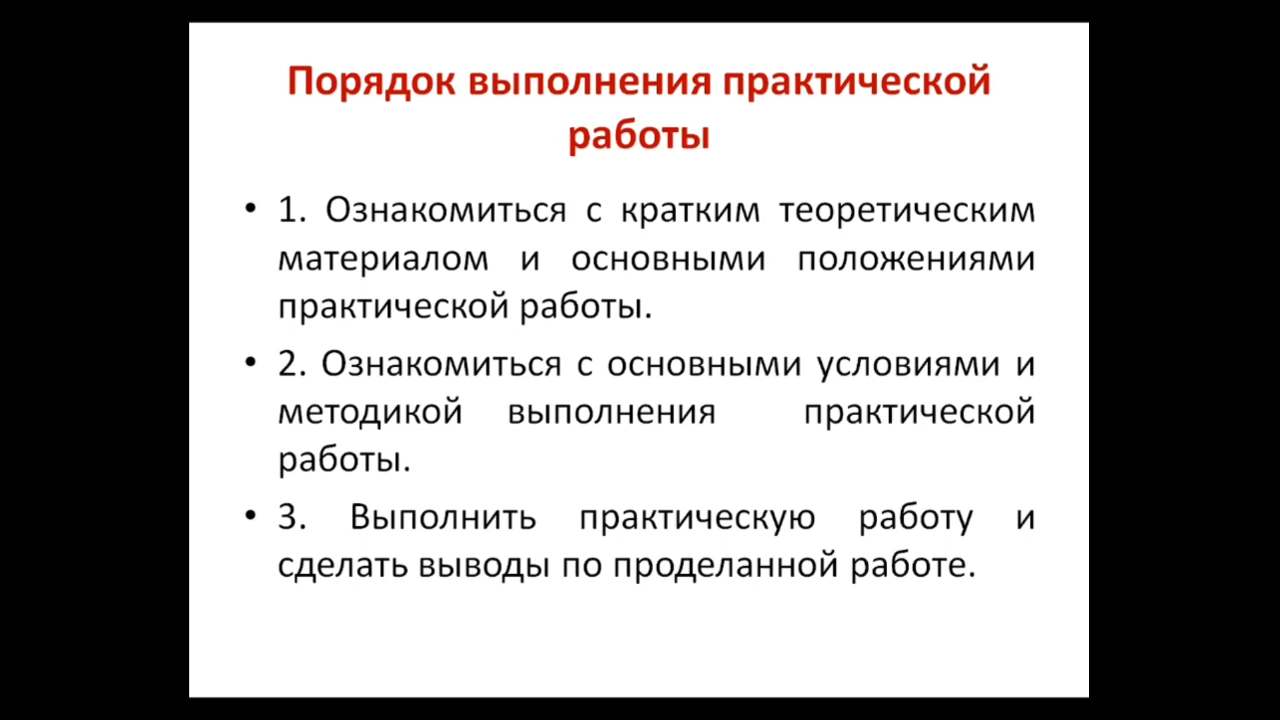 Порядок выполнения практической
работы
• 1. Ознакомиться с кратким теоретическим
материалом и основными положениями
практической работы.
• 2. Ознакомиться с основными условиями и
методикой выполнения практической
работы.
• 3. Выполнить практическую работу и
сделать выводы по проделанной работе.